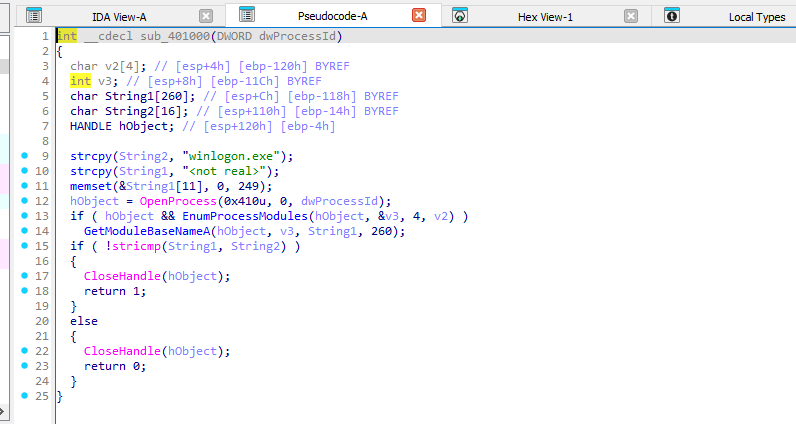 IDA View-A Pseudocode-A Hex View-1 Local Types
1 int __cdecl sub_401000(DWORD dwProcessId)
2 {
3 char v2[4]; // [esp+4h] [ebp-120h] BYREF
4 int v3; // [esp+8h] [ebp-11Ch] BYREF
5 char String1[260]; // [esp+Ch] [ebp-118h] BYREF
6 char String2[16]; // [esp+110h] [ebp-14h] BYREF
7 HANDLE hObject; // [esp+120h] [ebp-4h]
8
9 strcpy(String2, "winlogon.exe");
10 strcpy(String1, "<not real>");
11 memset(&String1[11], 0, 249);
12 hObject = OpenProcess(0x410u, 0, dwProcessId);
13 if ( hObject && EnumProcessModules(hObject, &v3, 4, v2) )
14 GetModuleBaseNameA(hObject, v3, String1, 260);
15 if ( !stricmp(String1, String2) )
16 {
17 CloseHandle(hObject);
18 return 1;
19 }
20 else
21 {
22 CloseHandle(hObject);
23 return 0;
24 }
25 }